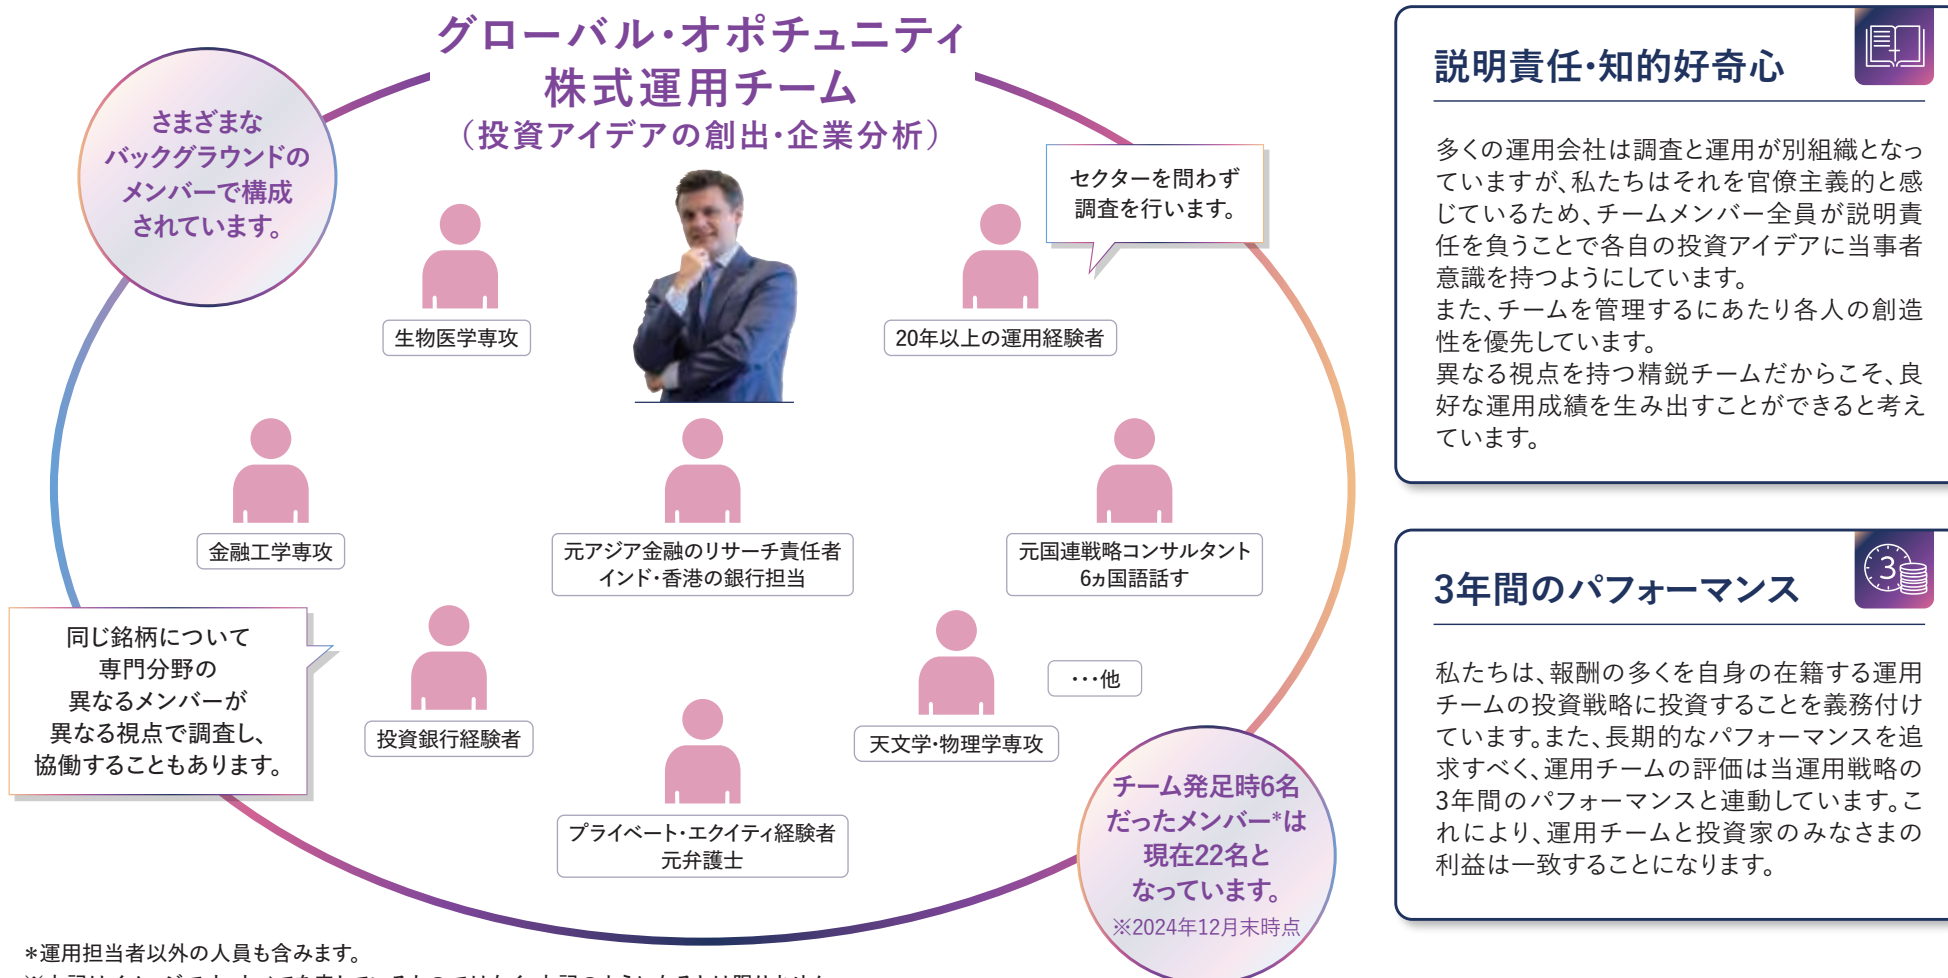 グローバル・オポチュニティ
株式運用チーム
（投資アイデアの創出・企業分析）
さまざまな
バックグラウンドの
メンバーで構成
されています。
セクターを問わず
調査を行います。
生物医学専攻
20年以上の運用経験者
金融工学専攻
元アジア金融のリサーチ責任者
インド・香港の銀行担当
元国連戦略コンサルタント
6ヵ国語話す
同じ銘柄について
専門分野の
異なるメンバーが
異なる視点で調査し、
協働することもあります。
投資銀行経験者
・・・他
天文学・物理学専攻
プライベート・エクイティ経験者
元弁護士
チーム発足時6名
だったメンバー*は
現在22名と
なっています。
※2024年12月末時点
*運用担当者以外の人員も含みます。
説明責任・知的好奇心
多くの運用会社は調査と運用が別組織となっ
ていますが、私たちはそれを官僚主義的と感
じているため、チームメンバー全員が説明責
任を負うことで各自の投資アイデアに当事者
意識を持つようにしています。
また、チームを管理するにあたり各人の創造
性を優先しています。
異なる視点を持つ精鋭チームだからこそ、良
好な運用成績を生み出すことができると考え
ています。
3
3年間のパフォーマンス
私たちは、報酬の多くを自身の在籍する運用
チームの投資戦略に投資することを義務付け
ています。また、長期的なパフォーマンスを追
求すべく、運用チームの評価は当運用戦略の
3年間のパフォーマンスと連動しています。こ
れにより、運用チームと投資家のみなさまの
利益は一致することになります。